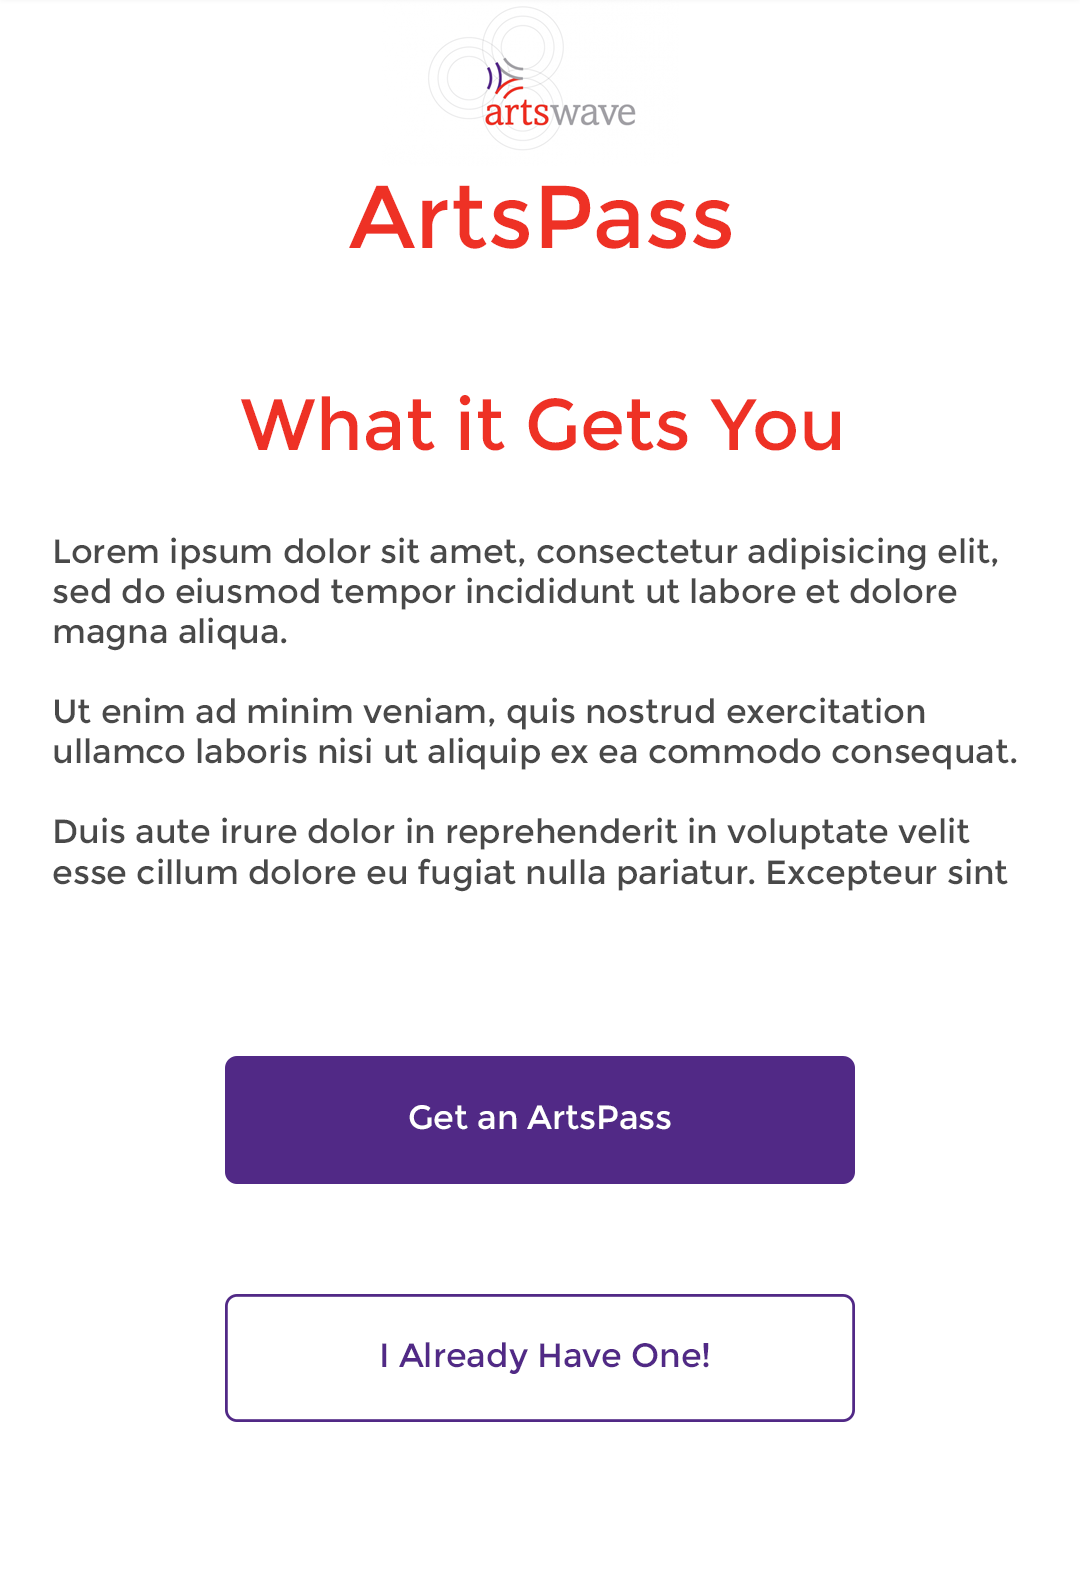 artswave
ArtsPass
What it Gets You
Lorem ipsum dolor sit amet, consectetur adipisicing elit,
sed do eiusmod tempor incididunt ut labore et dolore
magna aliqua.
Ut enim ad minim veniam, quis nostrud exercitation
ullamco laboris nisi ut aliquip ex ea commodo consequat.
Duis aute irure dolor in reprehenderit in voluptate velit
esse cillum dolore eu fugiat nulla pariatur. Excepteur sint
Get an ArtsPass
I Already Have One!